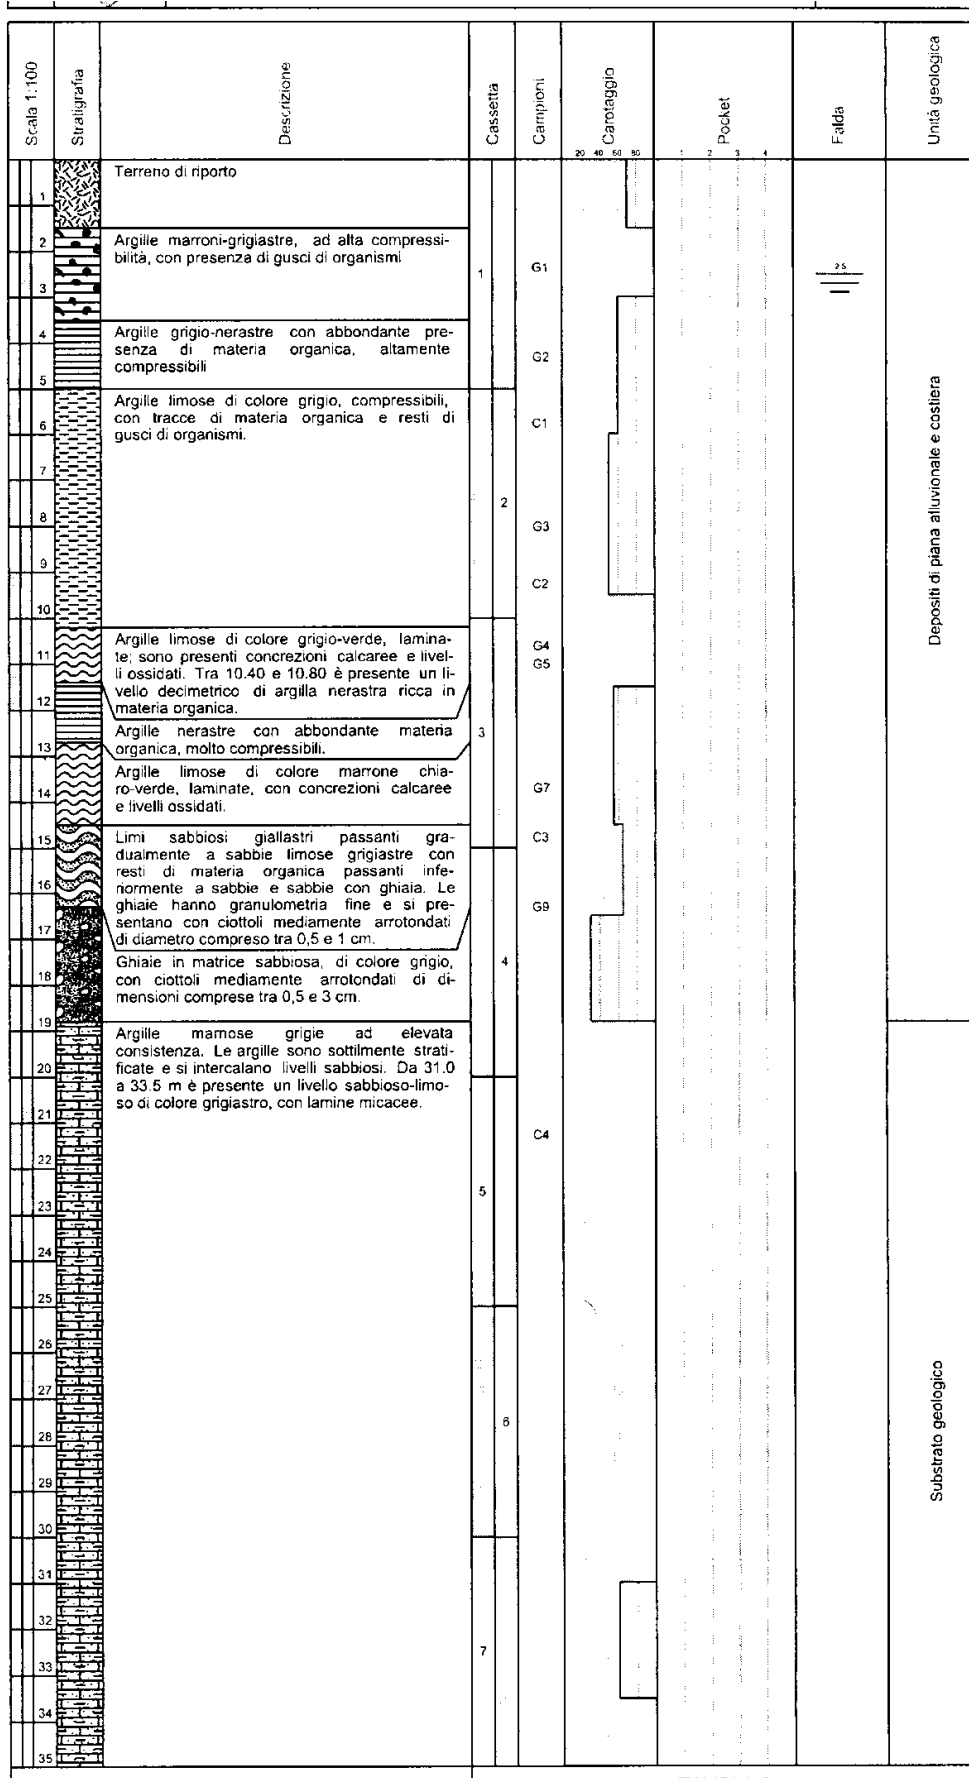 Scala 1:100
Stratigrafia
Descrizione
Cassetta
Campioni
Carotaggio
Pocket
Falda
Unità geologica
20 40 60 80
1 2 3 4
Terreno di riporto
1
2
Argille marroni-grigiastre, ad alta compressi-
bilità, con presenza di gusci di organismi
1
G1
2.5
3
4
Argille grigio-nerastre con abbondante pre-
senza di materia organica, altamente
compressibili
G2
5
Argille limose di colore grigio, compressibili,
con tracce di materia organica e resti di
gusci di organismi.
C1
6
7
2
8
G3
9
C2
10
Depositi di piana alluvionale e costiera
Argille limose di colore grigio-verde, lamina-
te; sono presenti concrezioni calcaree e livel-
li ossidati. Tra 10.40 e 10.80 è presente un li-
vello decimetrico di argilla nerastra ricca in
materia organica.
G4
G5
11
12
Argille nerastre con abbondante materia
organica, molto compressibili.
3
13
Argille limose di colore marrone chia-
ro-verde, laminate, con concrezioni calcaree
e livelli ossidati.
G7
14
Limi sabbiosi giallastri passanti gra-
dualmente a sabbie limose grigiastre con
resti di materia organica passanti infe-
riormente a sabbie e sabbie con ghiaia. Le
ghiaie hanno granulometria fine e si pre-
sentano con ciottoli mediamente arrotondati
di diametro compreso tra 0,5 e 1 cm.
C3
15
16
G9
17
Ghiaie in matrice sabbiosa, di colore grigio,
con ciottoli mediamente arrotondati di di-
mensioni comprese tra 0,5 e 3 cm.
4
18
19
Argille marnose grigie ad elevata
consistenza. Le argille sono sottilmente strati-
ficate e si intercalano livelli sabbiosi. Da 31.0
a 33.5 m è presente un livello sabbioso-limo-
so di colore grigiastro, con lamine micacee.
20
21
C4
22
5
23
24
25
26
27
6
28
29
30
Substrato geologico
31
32
7
33
34
35